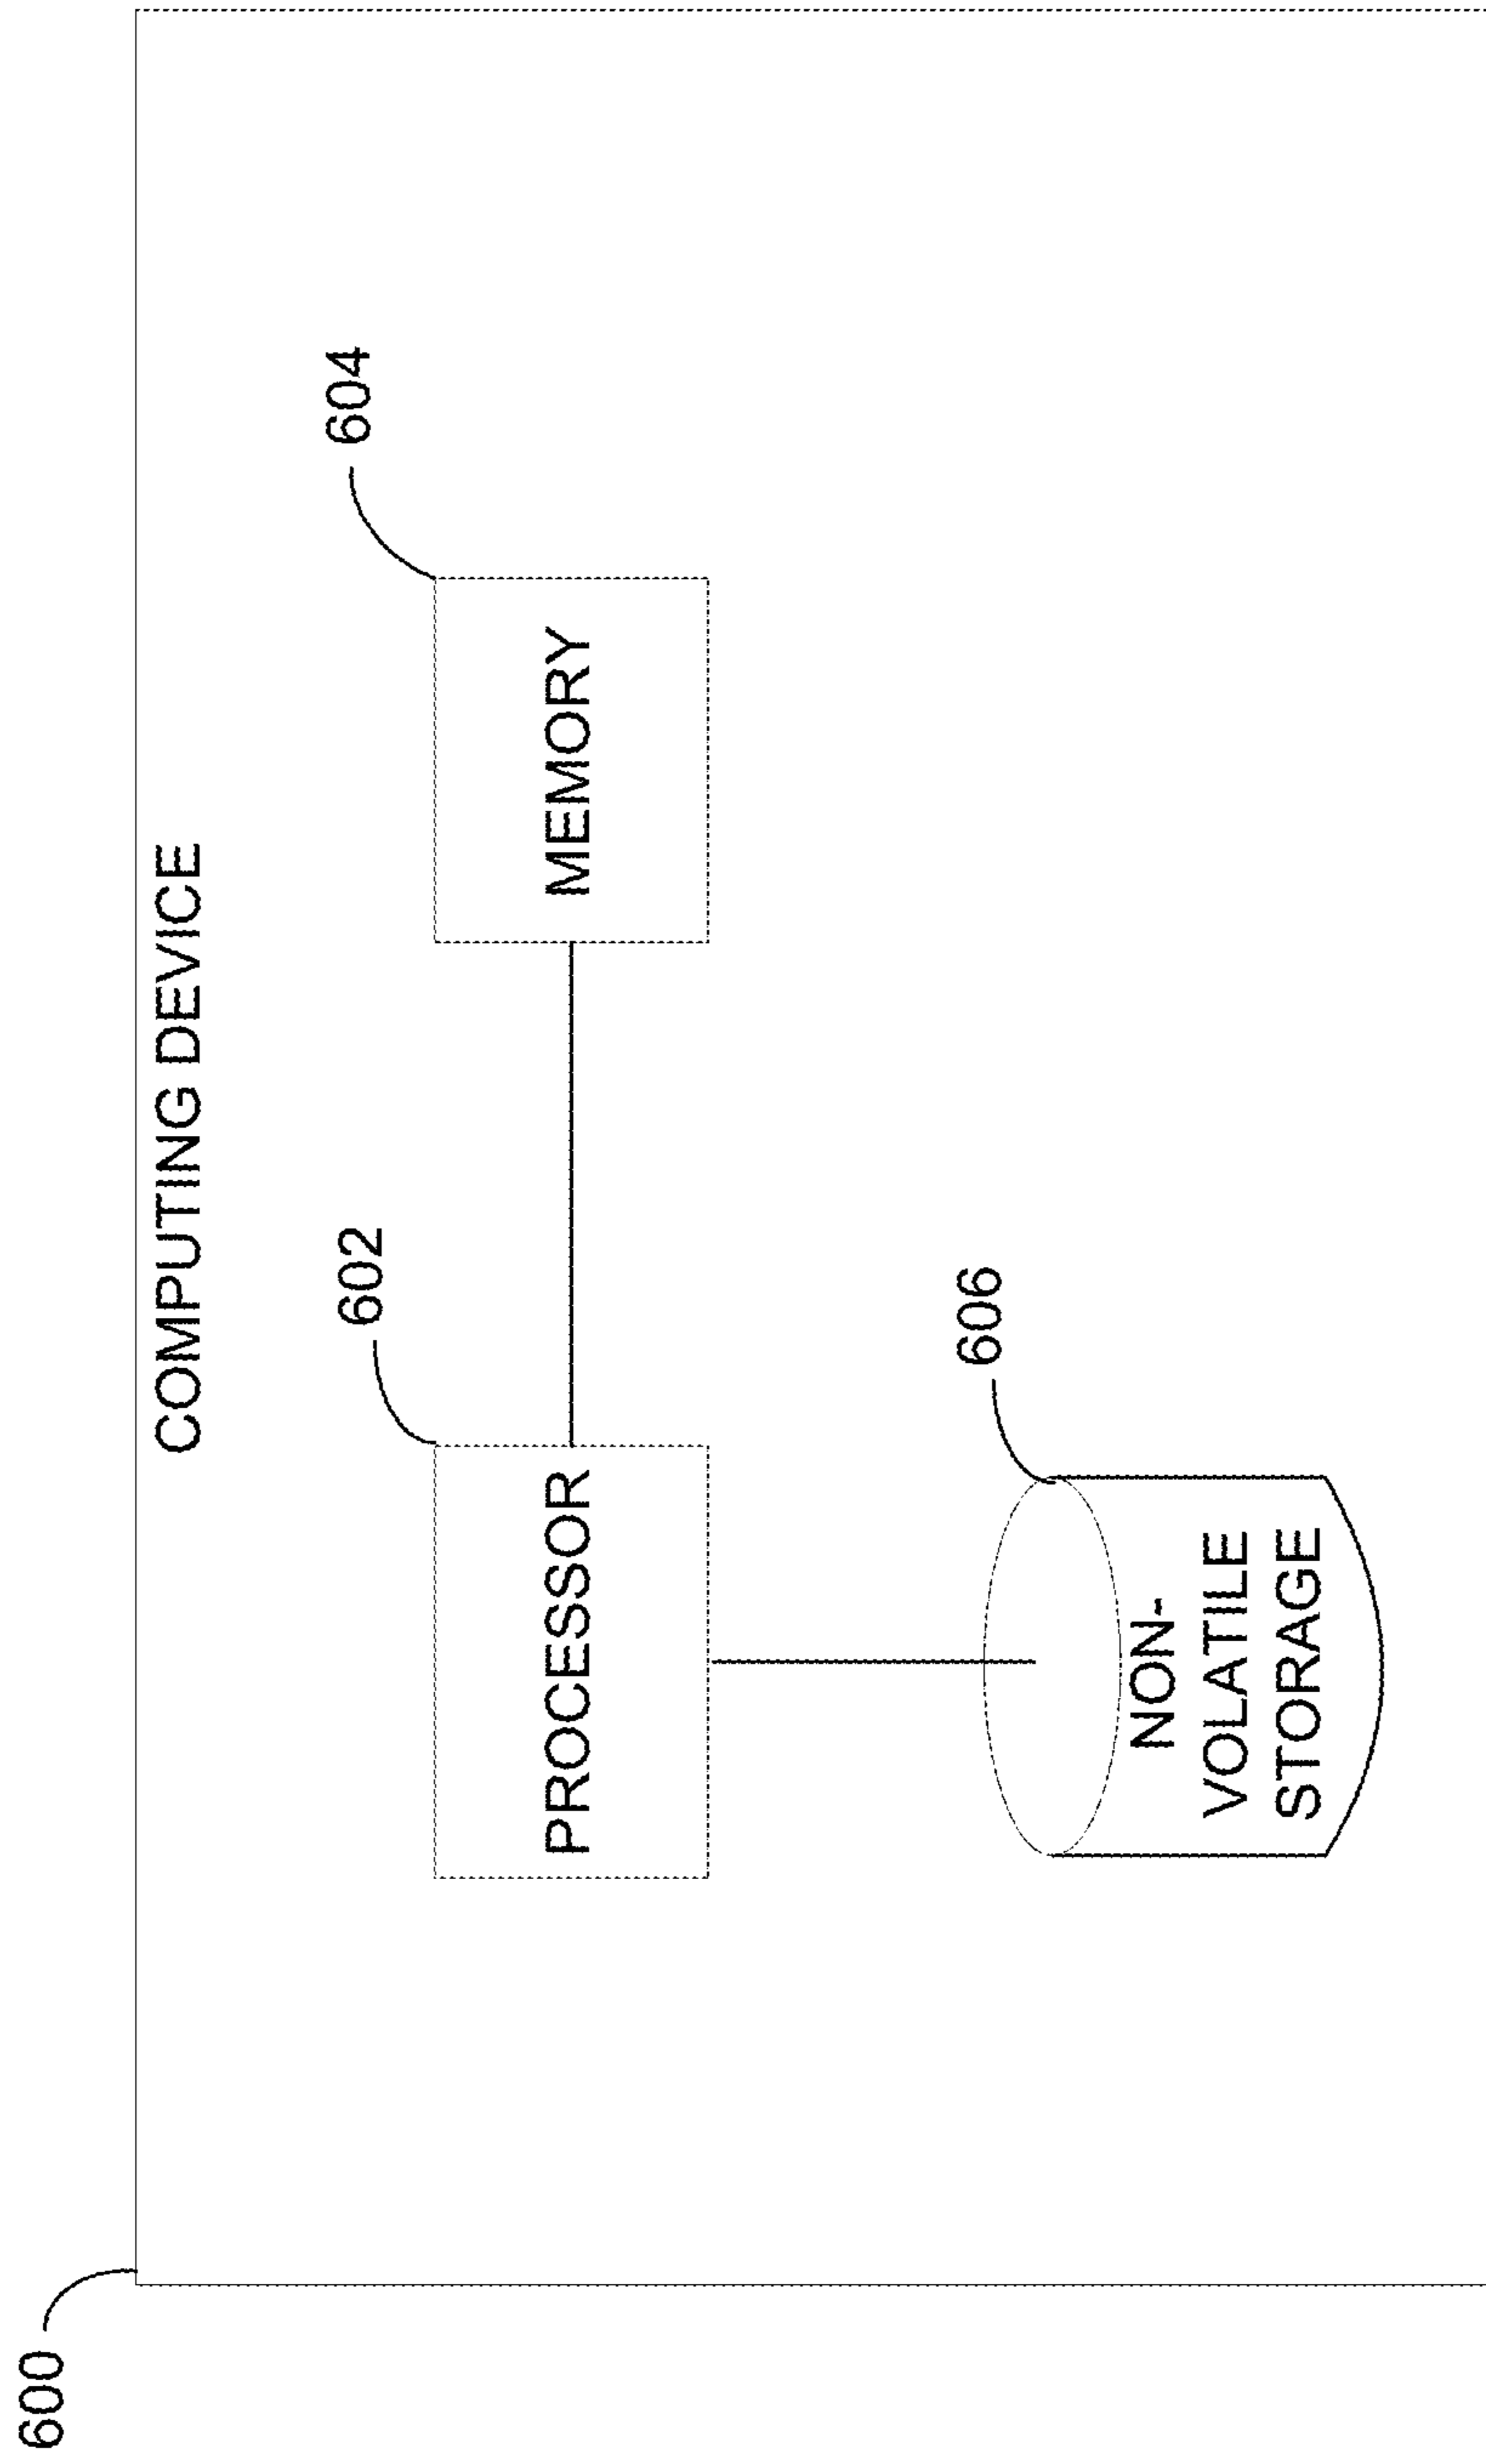 600
COMPUTING DEVICE
602
604
PROCESSOR
MEMORY
606
NON-
VOLATILE
STORAGE